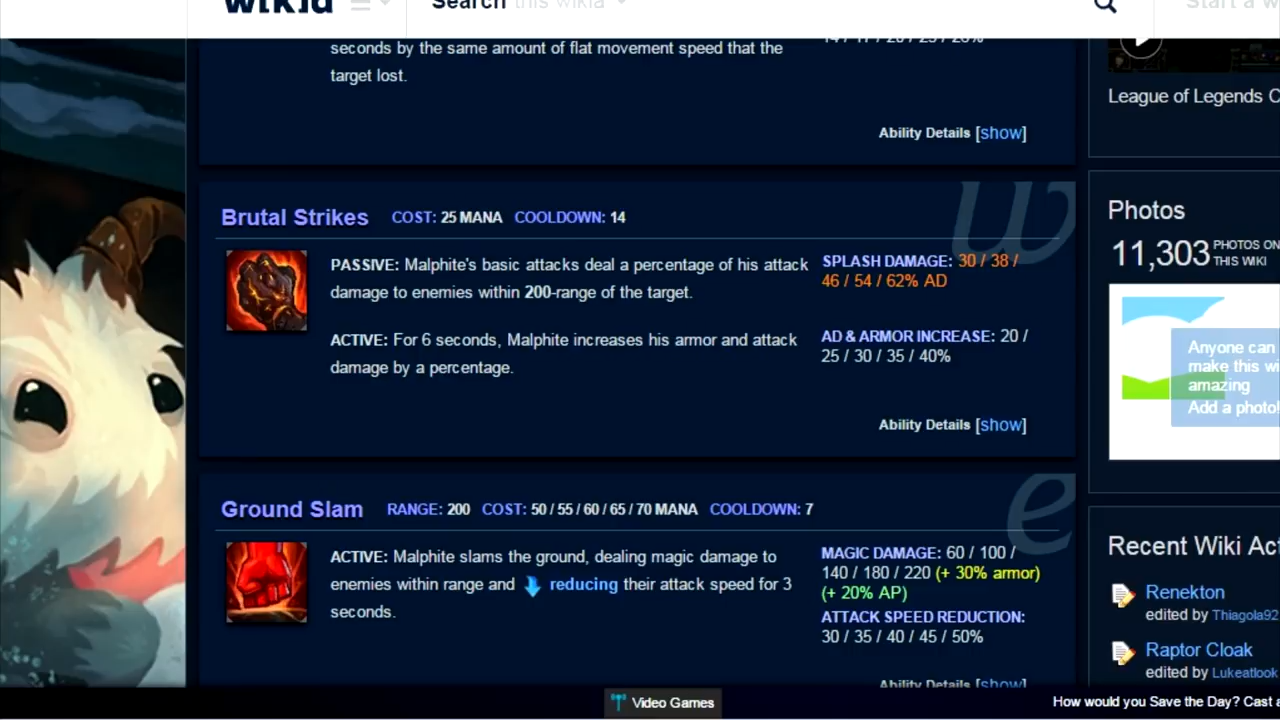 wikia
Search this wikia
Start a w
seconds by the same amount of flat movement speed that the
target lost.
Ability Details [show]
w
Brutal Strikes COST: 25 MANA COOLDOWN: 14
PASSIVE: Malphite's basic attacks deal a percentage of his attack
damage to enemies within 200-range of the target.
SPLASH DAMAGE: 30 / 38 /
46 / 54 / 62% AD
ACTIVE: For 6 seconds, Malphite increases his armor and attack
damage by a percentage.
AD & ARMOR INCREASE: 20 /
25 / 30 / 35 / 40%
Ability Details [show]
e
Ground Slam RANGE: 200 COST: 50 / 55 / 60 / 65 / 70 MANA COOLDOWN: 7
ACTIVE: Malphite slams the ground, dealing magic damage to
enemies within range and reducing their attack speed for 3
seconds.
MAGIC DAMAGE: 60 / 100 /
140 / 180 / 220 (+ 30% armor)
(+ 20% AP)
ATTACK SPEED REDUCTION:
30 / 35 / 40 / 45 / 50%
Ability Details [show]
League of Legends C
Photos
11,303 PHOTOS ON
THIS WIKI
Anyone can
make this wi
amazing
Add a photo!
Recent Wiki Act
Renekton
edited by Thiagola92
Raptor Cloak
edited by Lukeatlook
Video Games
How would you Save the Day? Cast a